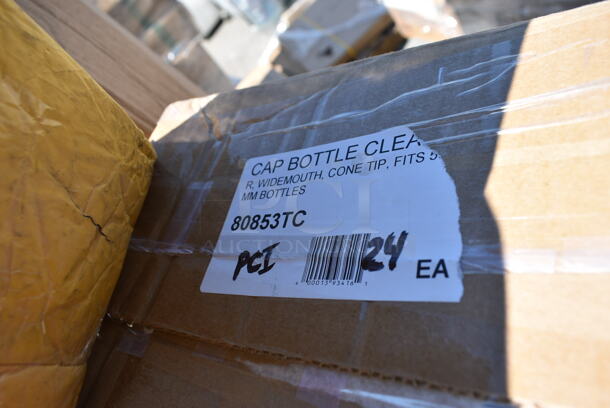 CAP BOTTLE CLEA
R, WIDEMOUTH, CONE TIP, FITS 5
MM BOTTLES
80853TC
PCI 24 EA